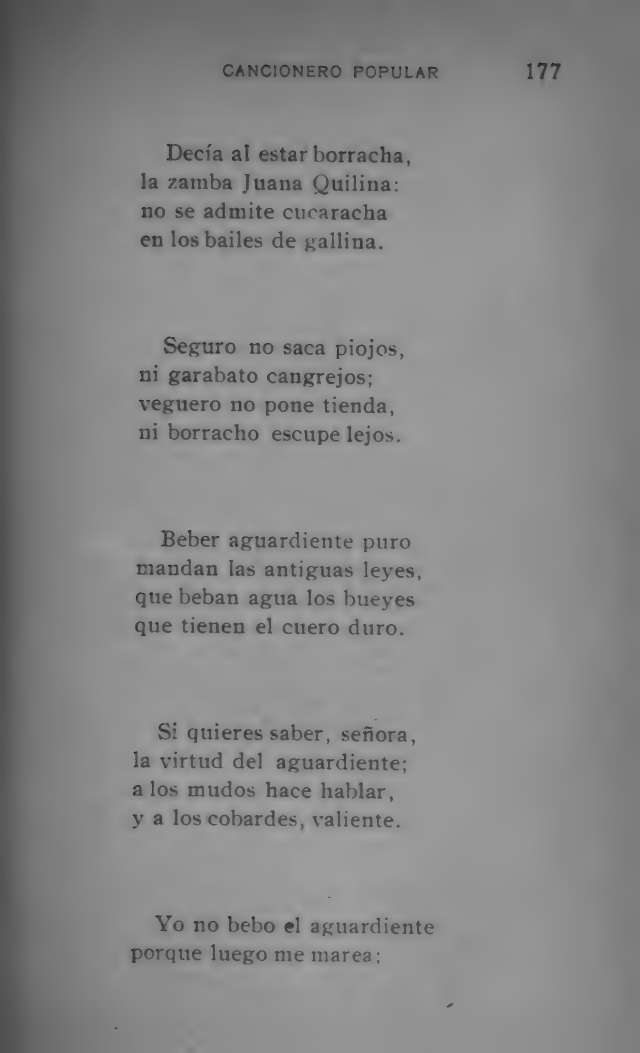 CANCIONERO POPULAR 177
Decía al estar borracha,
la zamba Juana Quilina:
no se admite cucaracha
en los bailes de gallina.
Seguro no saca piojos,
ni garabato cangrejos;
veguero no pone tienda,
ni borracho escupe lejos.
Beber aguardiente puro
mandan las antiguas leyes,
que beban agua los bueyes
que tienen el cuero duro.
Si quieres saber, señora,
la virtud del aguardiente;
a los mudos hace hablar,
y a los cobardes, valiente.
Yo no bebo el aguardiente
porque luego me marea;